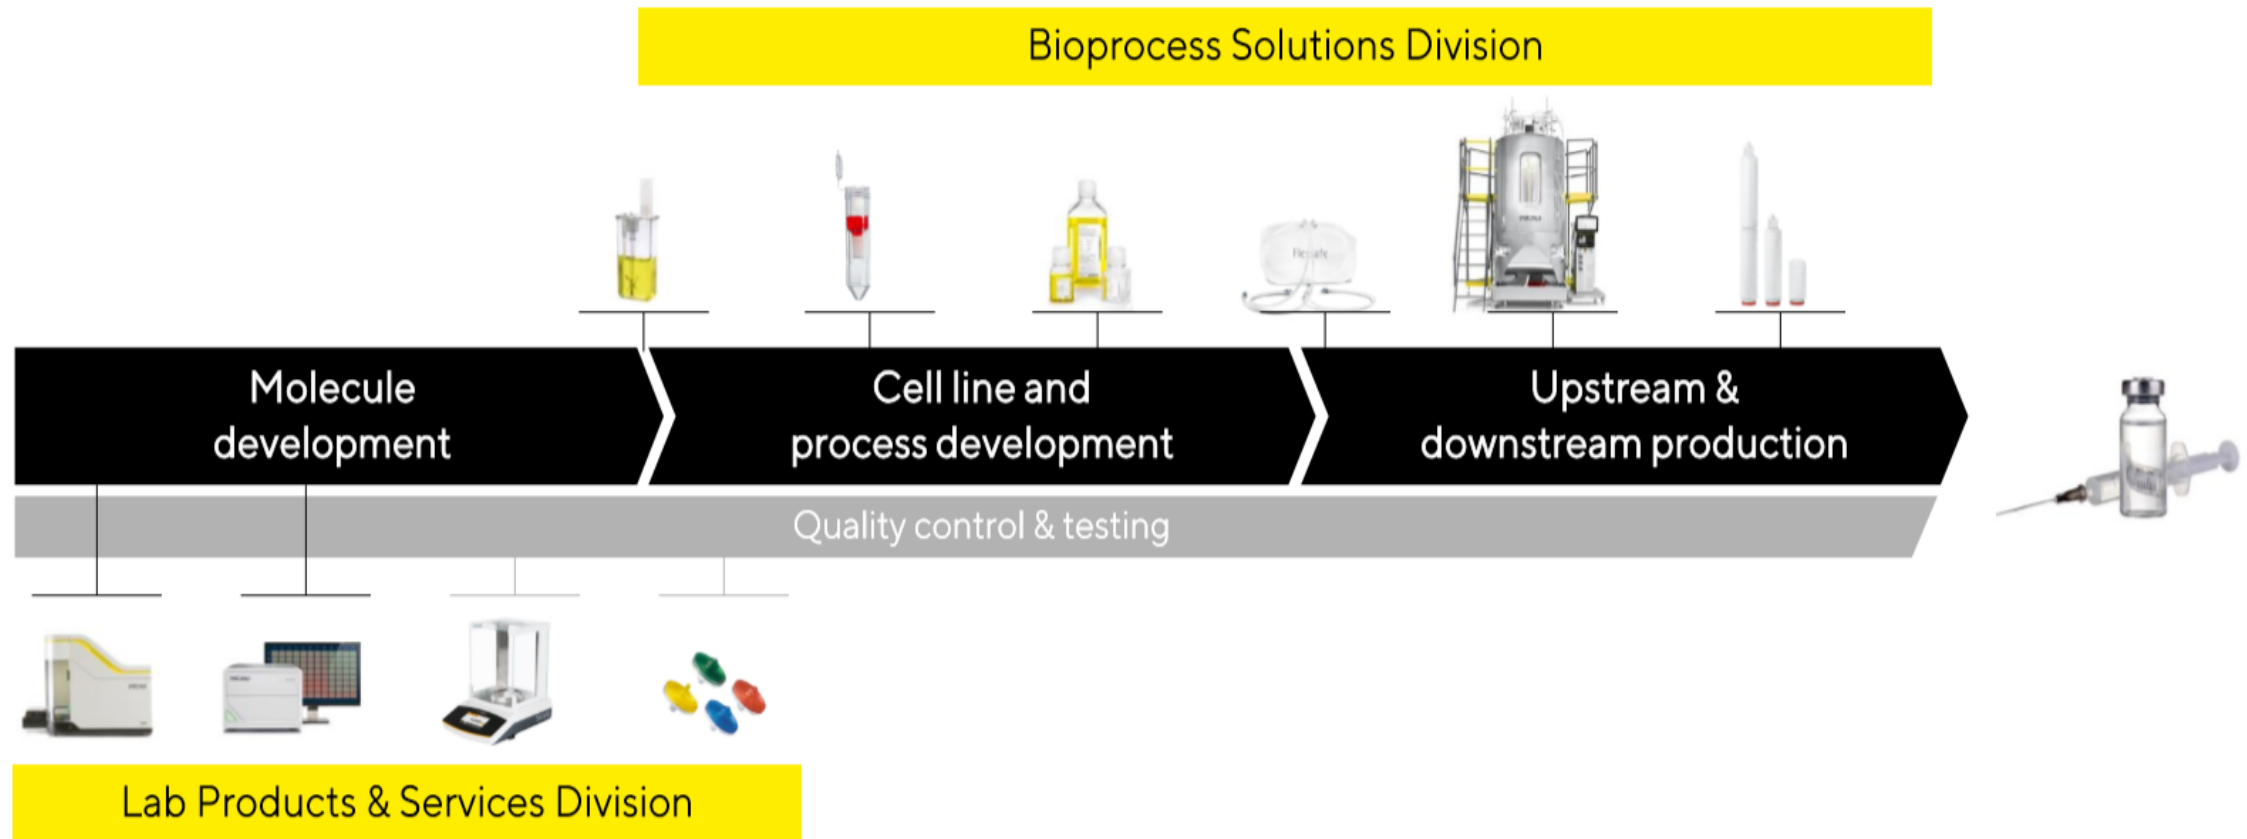 Bioprocess Solutions Division
Molecule
development
Cell line and
process development
Upstream &
downstream production
Quality control & testing
Lab Products & Services Division